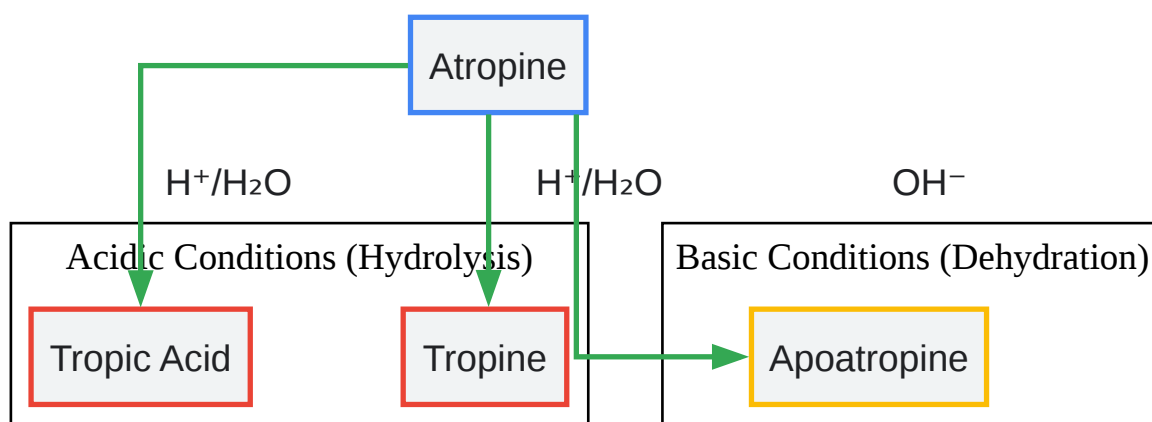 Atropine
H⁺/H₂O
H⁺/H₂O
OH⁻
Acidic Conditions (Hydrolysis)
Basic Conditions (Dehydration)
Tropic Acid
Tropine
Apoatropine